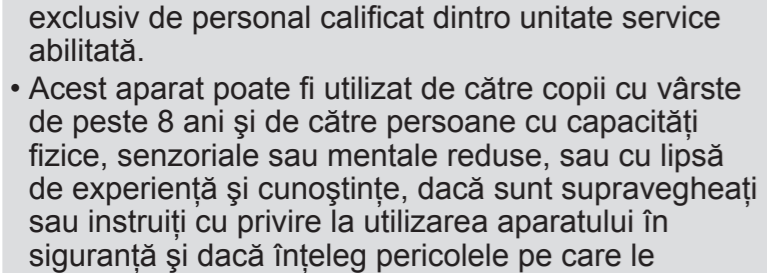 exclusiv de personal calificat dintro unitate service
abilitată.
• Acest aparat poate fi utilizat de către copii cu vârste
de peste 8 ani şi de către persoane cu capacităţi
fizice, senzoriale sau mentale reduse, sau cu lipsă
de experienţă şi cunoştinţe, dacă sunt supravegheaţi
sau instruiţi cu privire la utilizarea aparatului în
siguranţă şi dacă înţeleg pericolele pe care le